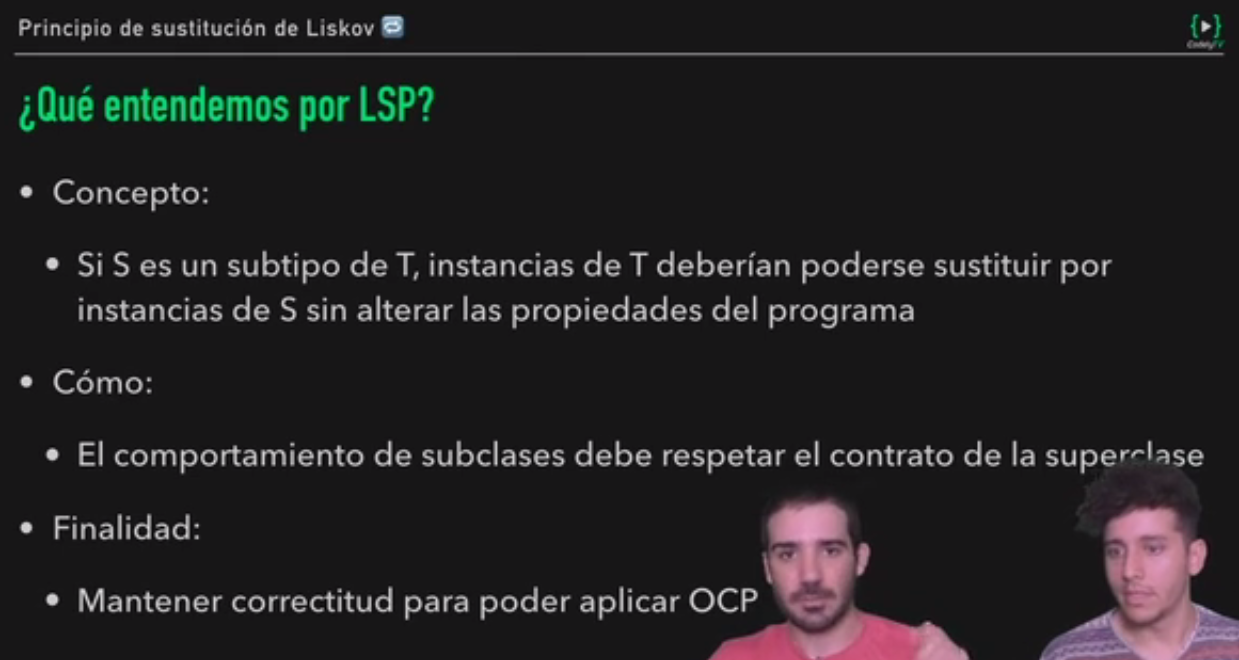 Principio de sustitución de Liskov
CodelyTV
¿Qué entendemos por LSP?
• Concepto:
• Si S es un subtipo de T, instancias de T deberían poderse sustituir por
instancias de S sin alterar las propiedades del programa
• Cómo:
• El comportamiento de subclases debe respetar el contrato de la superclase
• Finalidad:
• Mantener correctitud para poder aplicar OCP